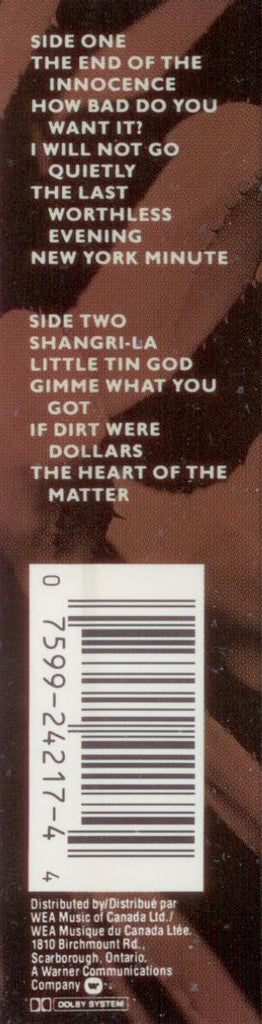 SIDE ONE
THE END OF THE
INNOCENCE
HOW BAD DO YOU
WANT IT?
I WILL NOT GO
QUIETLY
THE LAST
WORTHLESS
EVENING
NEW YORK MINUTE
SIDE TWO
SHANGRI-LA
LITTLE TIN GOD
GIMME WHAT YOU
GOT
IF DIRT WERE
DOLLARS
THE HEART OF THE
MATTER
0 7599-24217-4 4
Distributed by/Distribué par
WEA Music of Canada Ltd./
WEA Musique du Canada Ltée.
1810 Birchmount Rd.,
Scarborough, Ontario.
A Warner Communications
Company
DOLBY SYSTEM